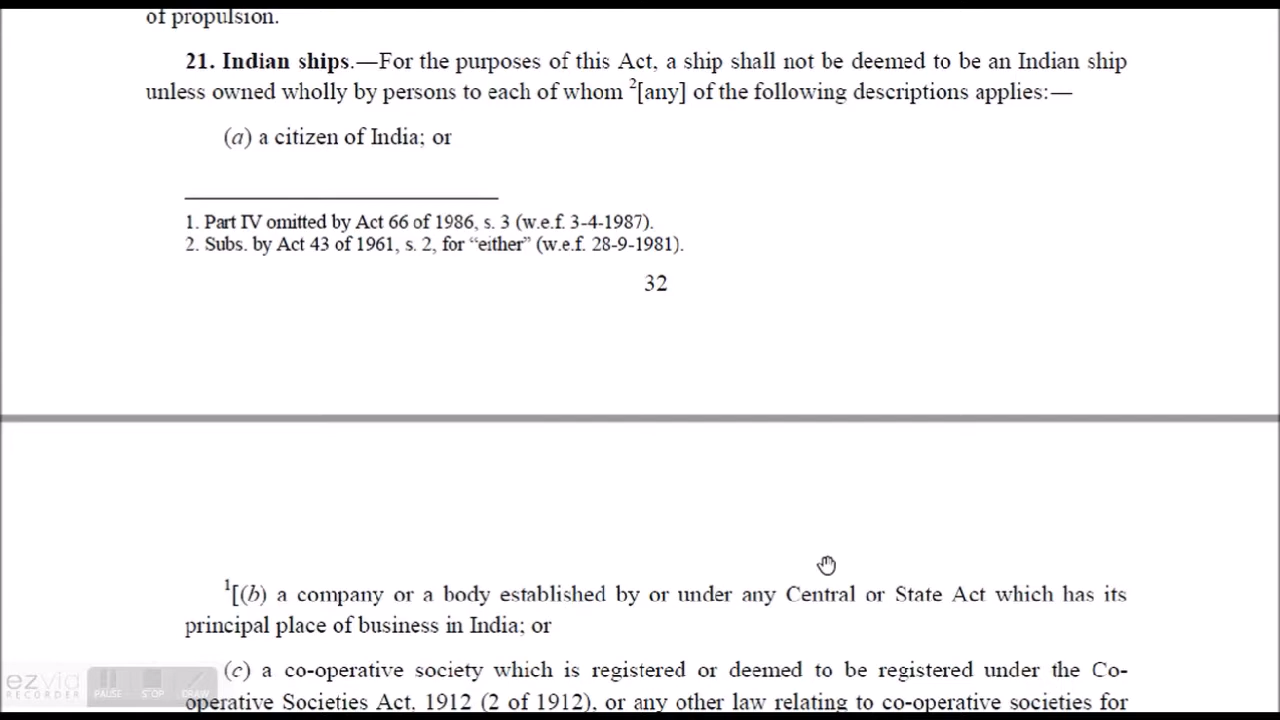 of propulsion.
21. Indian ships.—For the purposes of this Act, a ship shall not be deemed to be an Indian ship
unless owned wholly by persons to each of whom 2[any] of the following descriptions applies:—
(a) a citizen of India; or
1. Part IV omitted by Act 66 of 1986, s. 3 (w.e.f. 3-4-1987).
2. Subs. by Act 43 of 1961, s. 2, for “either” (w.e.f. 28-9-1981).
32
1[(b) a company or a body established by or under any Central or State Act which has its
principal place of business in India; or
(c) a co-operative society which is registered or deemed to be registered under the Co-
operative Societies Act, 1912 (2 of 1912), or any other law relating to co-operative societies for
ezvid
RECORDER
PAUSE
STOP
DRAW